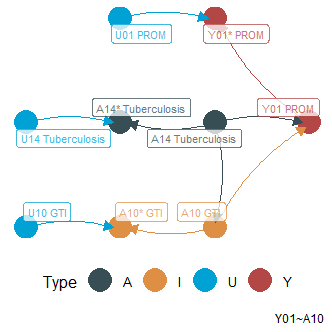 U01 PROM
Y01* PROM
Y01 PROM
A14* Tuberculosis
U14 Tuberculosis
A14 Tuberculosis
U10 GTI
A10* GTI
A10 GTI
Type A I U Y
Y01~A10